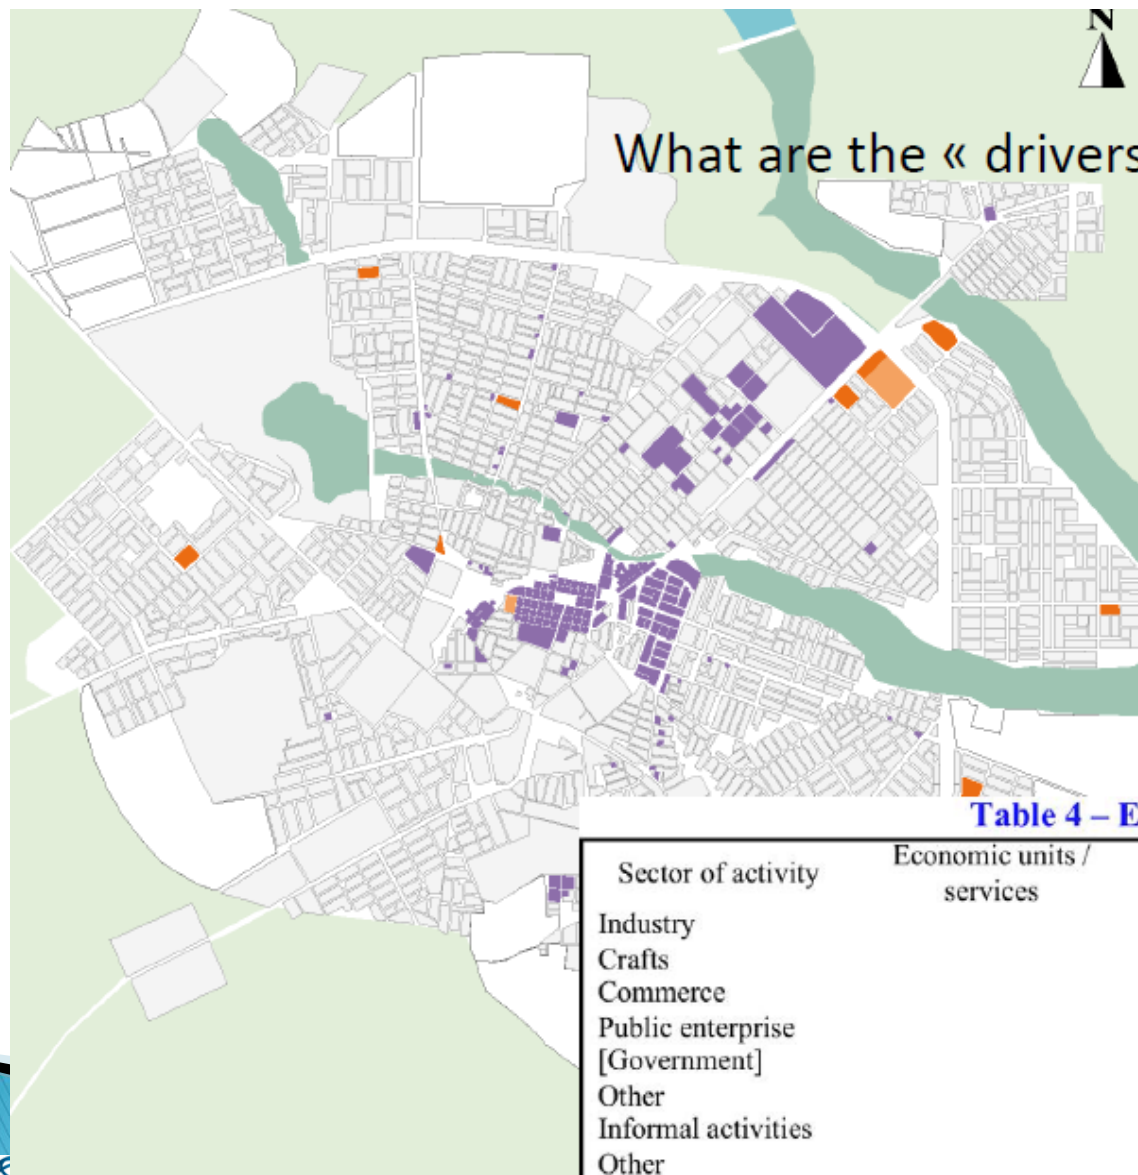 N
What are the « drivers
Table 4 – E
Sector of activity
Economic units /
services
Industry
Crafts
Commerce
Public enterprise
[Government]
Other
Informal activities
Other
e